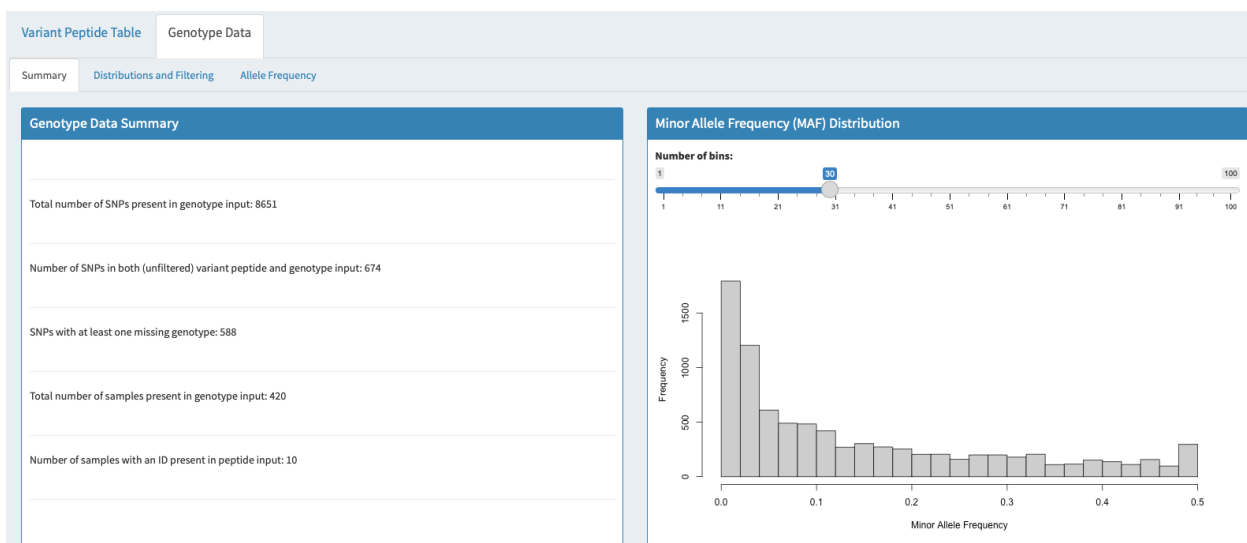 Variant Peptide Table Genotype Data
Summary Distributions and Filtering Allele Frequency
Genotype Data Summary
Total number of SNPs present in genotype input: 8651
Number of SNPs in both (unfiltered) variant peptide and genotype input: 674
SNPs with at least one missing genotype: 588
Total number of samples present in genotype input: 420
Number of samples with an ID present in peptide input: 10
Minor Allele Frequency (MAF) Distribution
Number of bins:
1 30 100
1 11 21 31 41 51 61 71 81 91 100
Frequency
1500
1000
500
0
0.0 0.1 0.2 0.3 0.4 0.5
Minor Allele Frequency